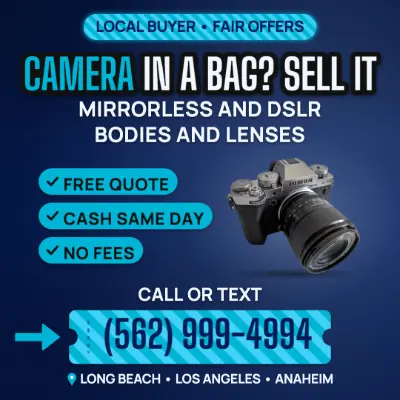 LOCAL BUYER • FAIR OFFERS
CAMERA IN A BAG? SELL IT
MIRRORLESS AND DSLR
BODIES AND LENSES
FUJIFILM
FREE QUOTE
CASH SAME DAY
NO FEES
CALL OR TEXT
(562) 999-4994
LONG BEACH • LOS ANGELES • ANAHEIM